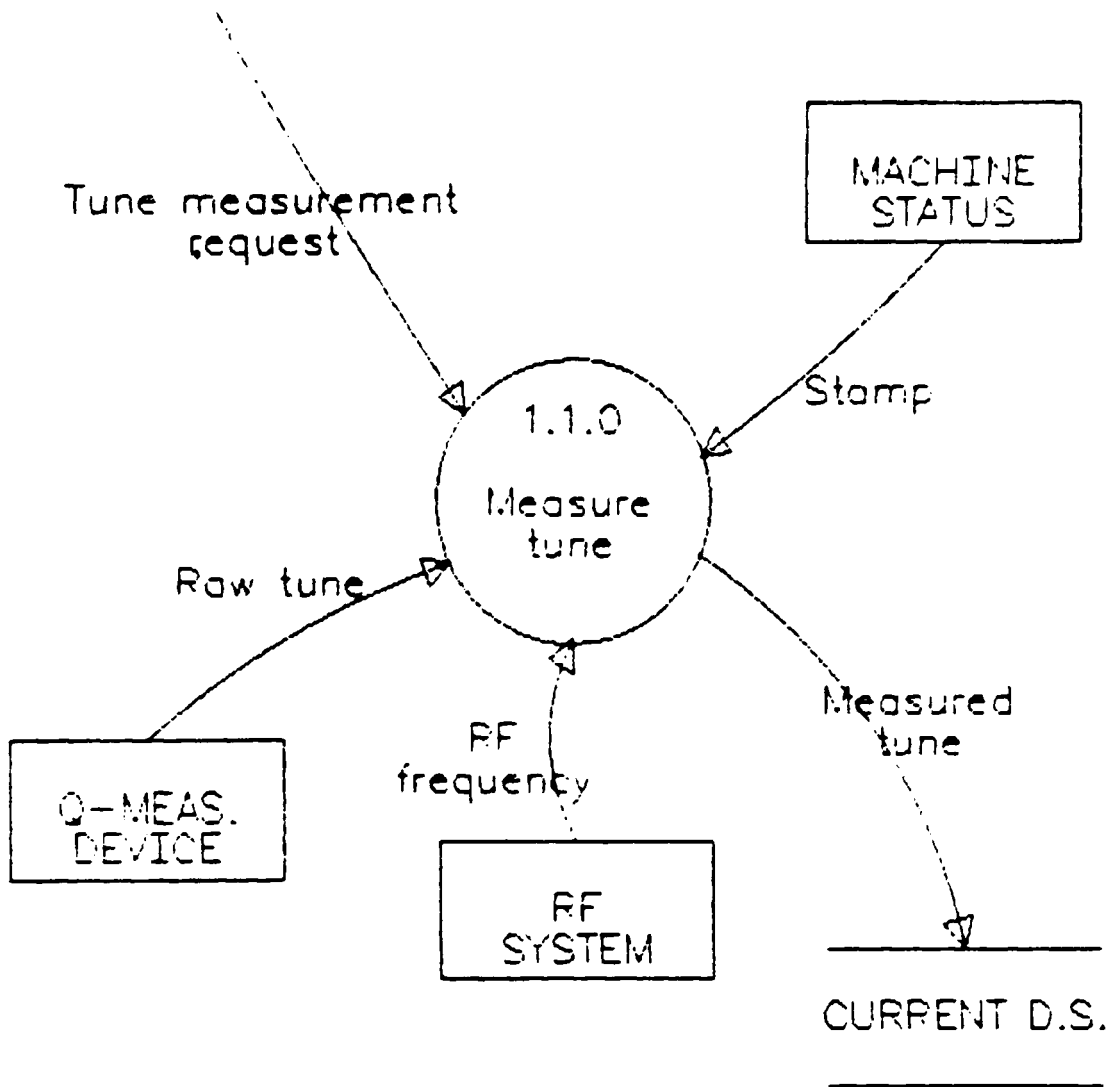 MACHINE
STATUS
Tune measurement
request
Stamp
1.1.0
Measure
tune
Raw tune
Measured
tune
RF
frequency
Q-MEAS.
DEVICE
RF
SYSTEM
CURRENT D.S.